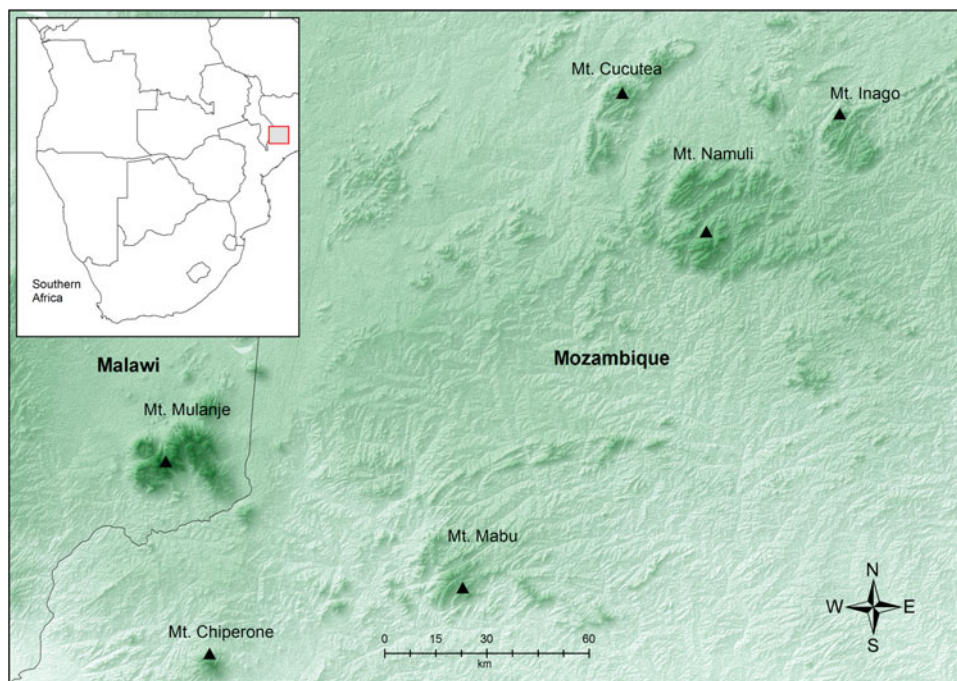 Mt. Cucutea
Mt. Inago
Mt. Namuli
Southern
Africa
Malawi
Mozambique
Mt. Mulanje
Mt. Mabu
N
W
E
S
Mt. Chiperone
0 15 30 60
km